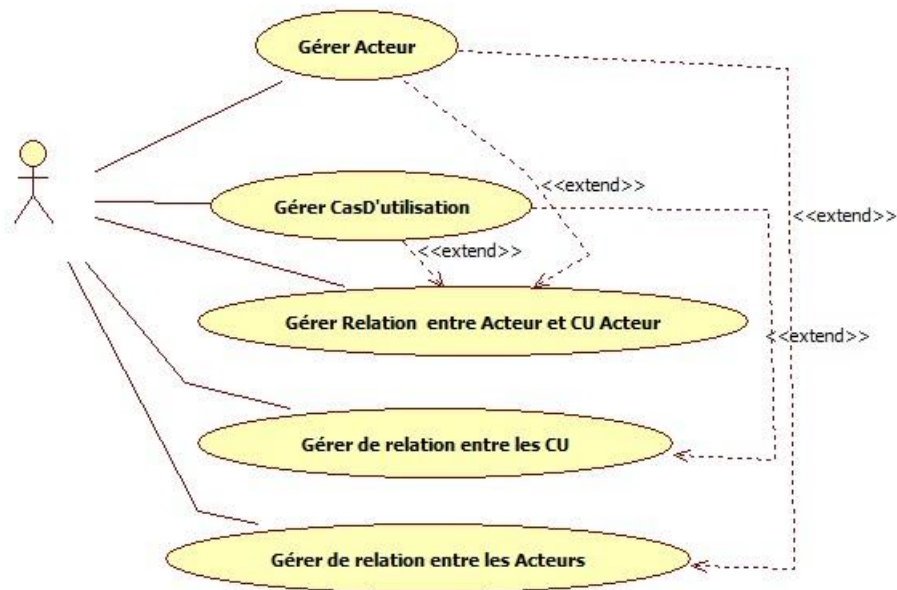 Gérer Acteur
<<extend>>
Gérer CasD'utilisation
<<extend>>
<<extend>>
Gérer Relation  entre Acteur et CU Acteur
<<extend>>
Gérer de relation entre les CU
Gérer de relation entre les Acteurs